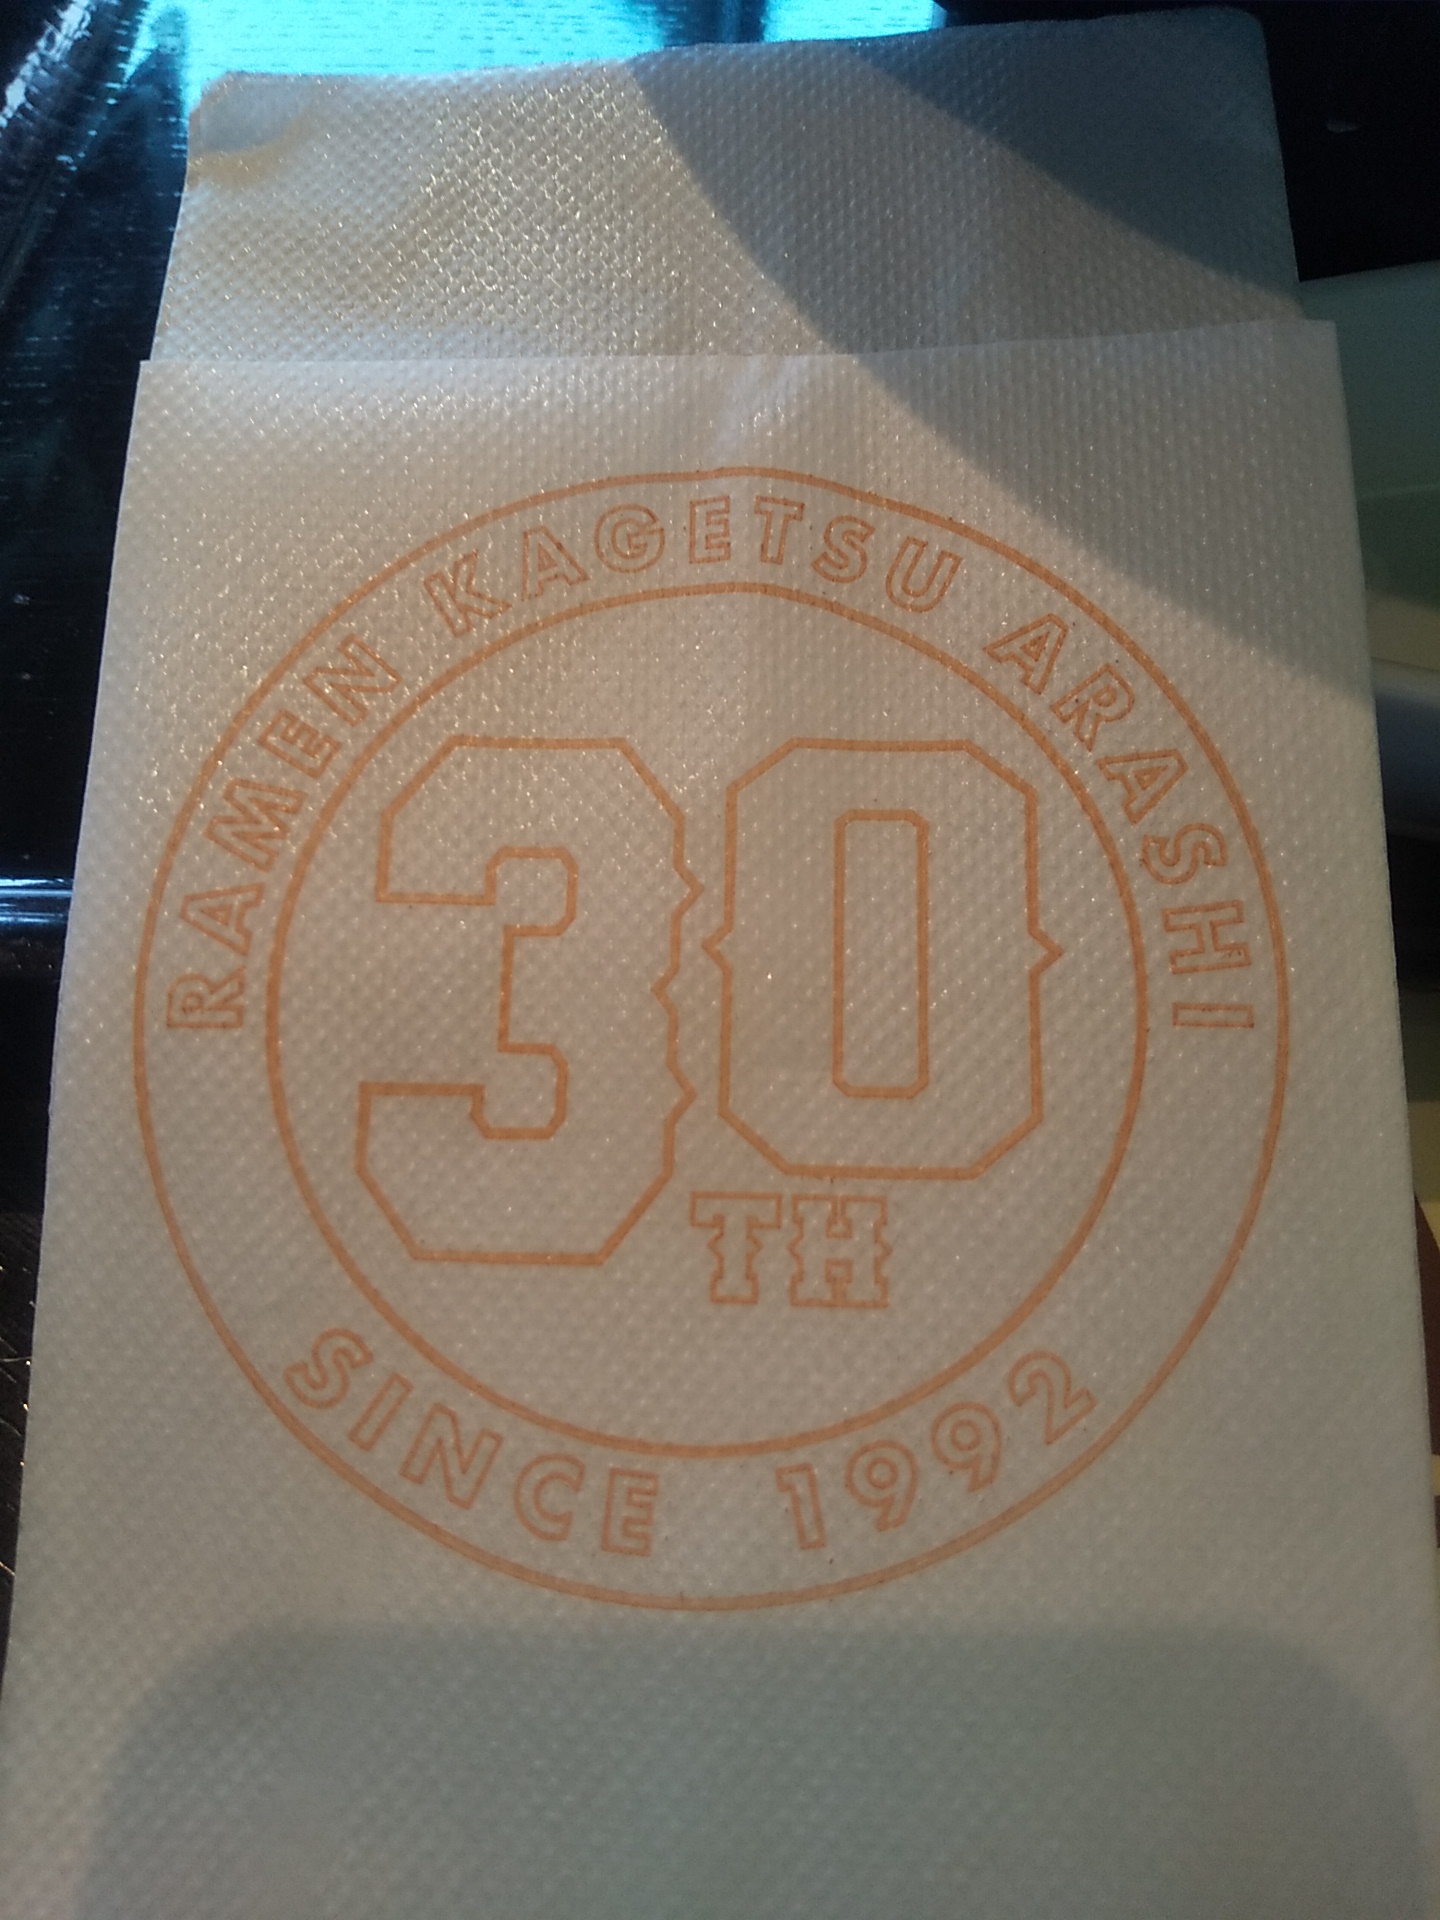 RAMEN KAGETSU ARASHI
30
TH
SINCE 1992